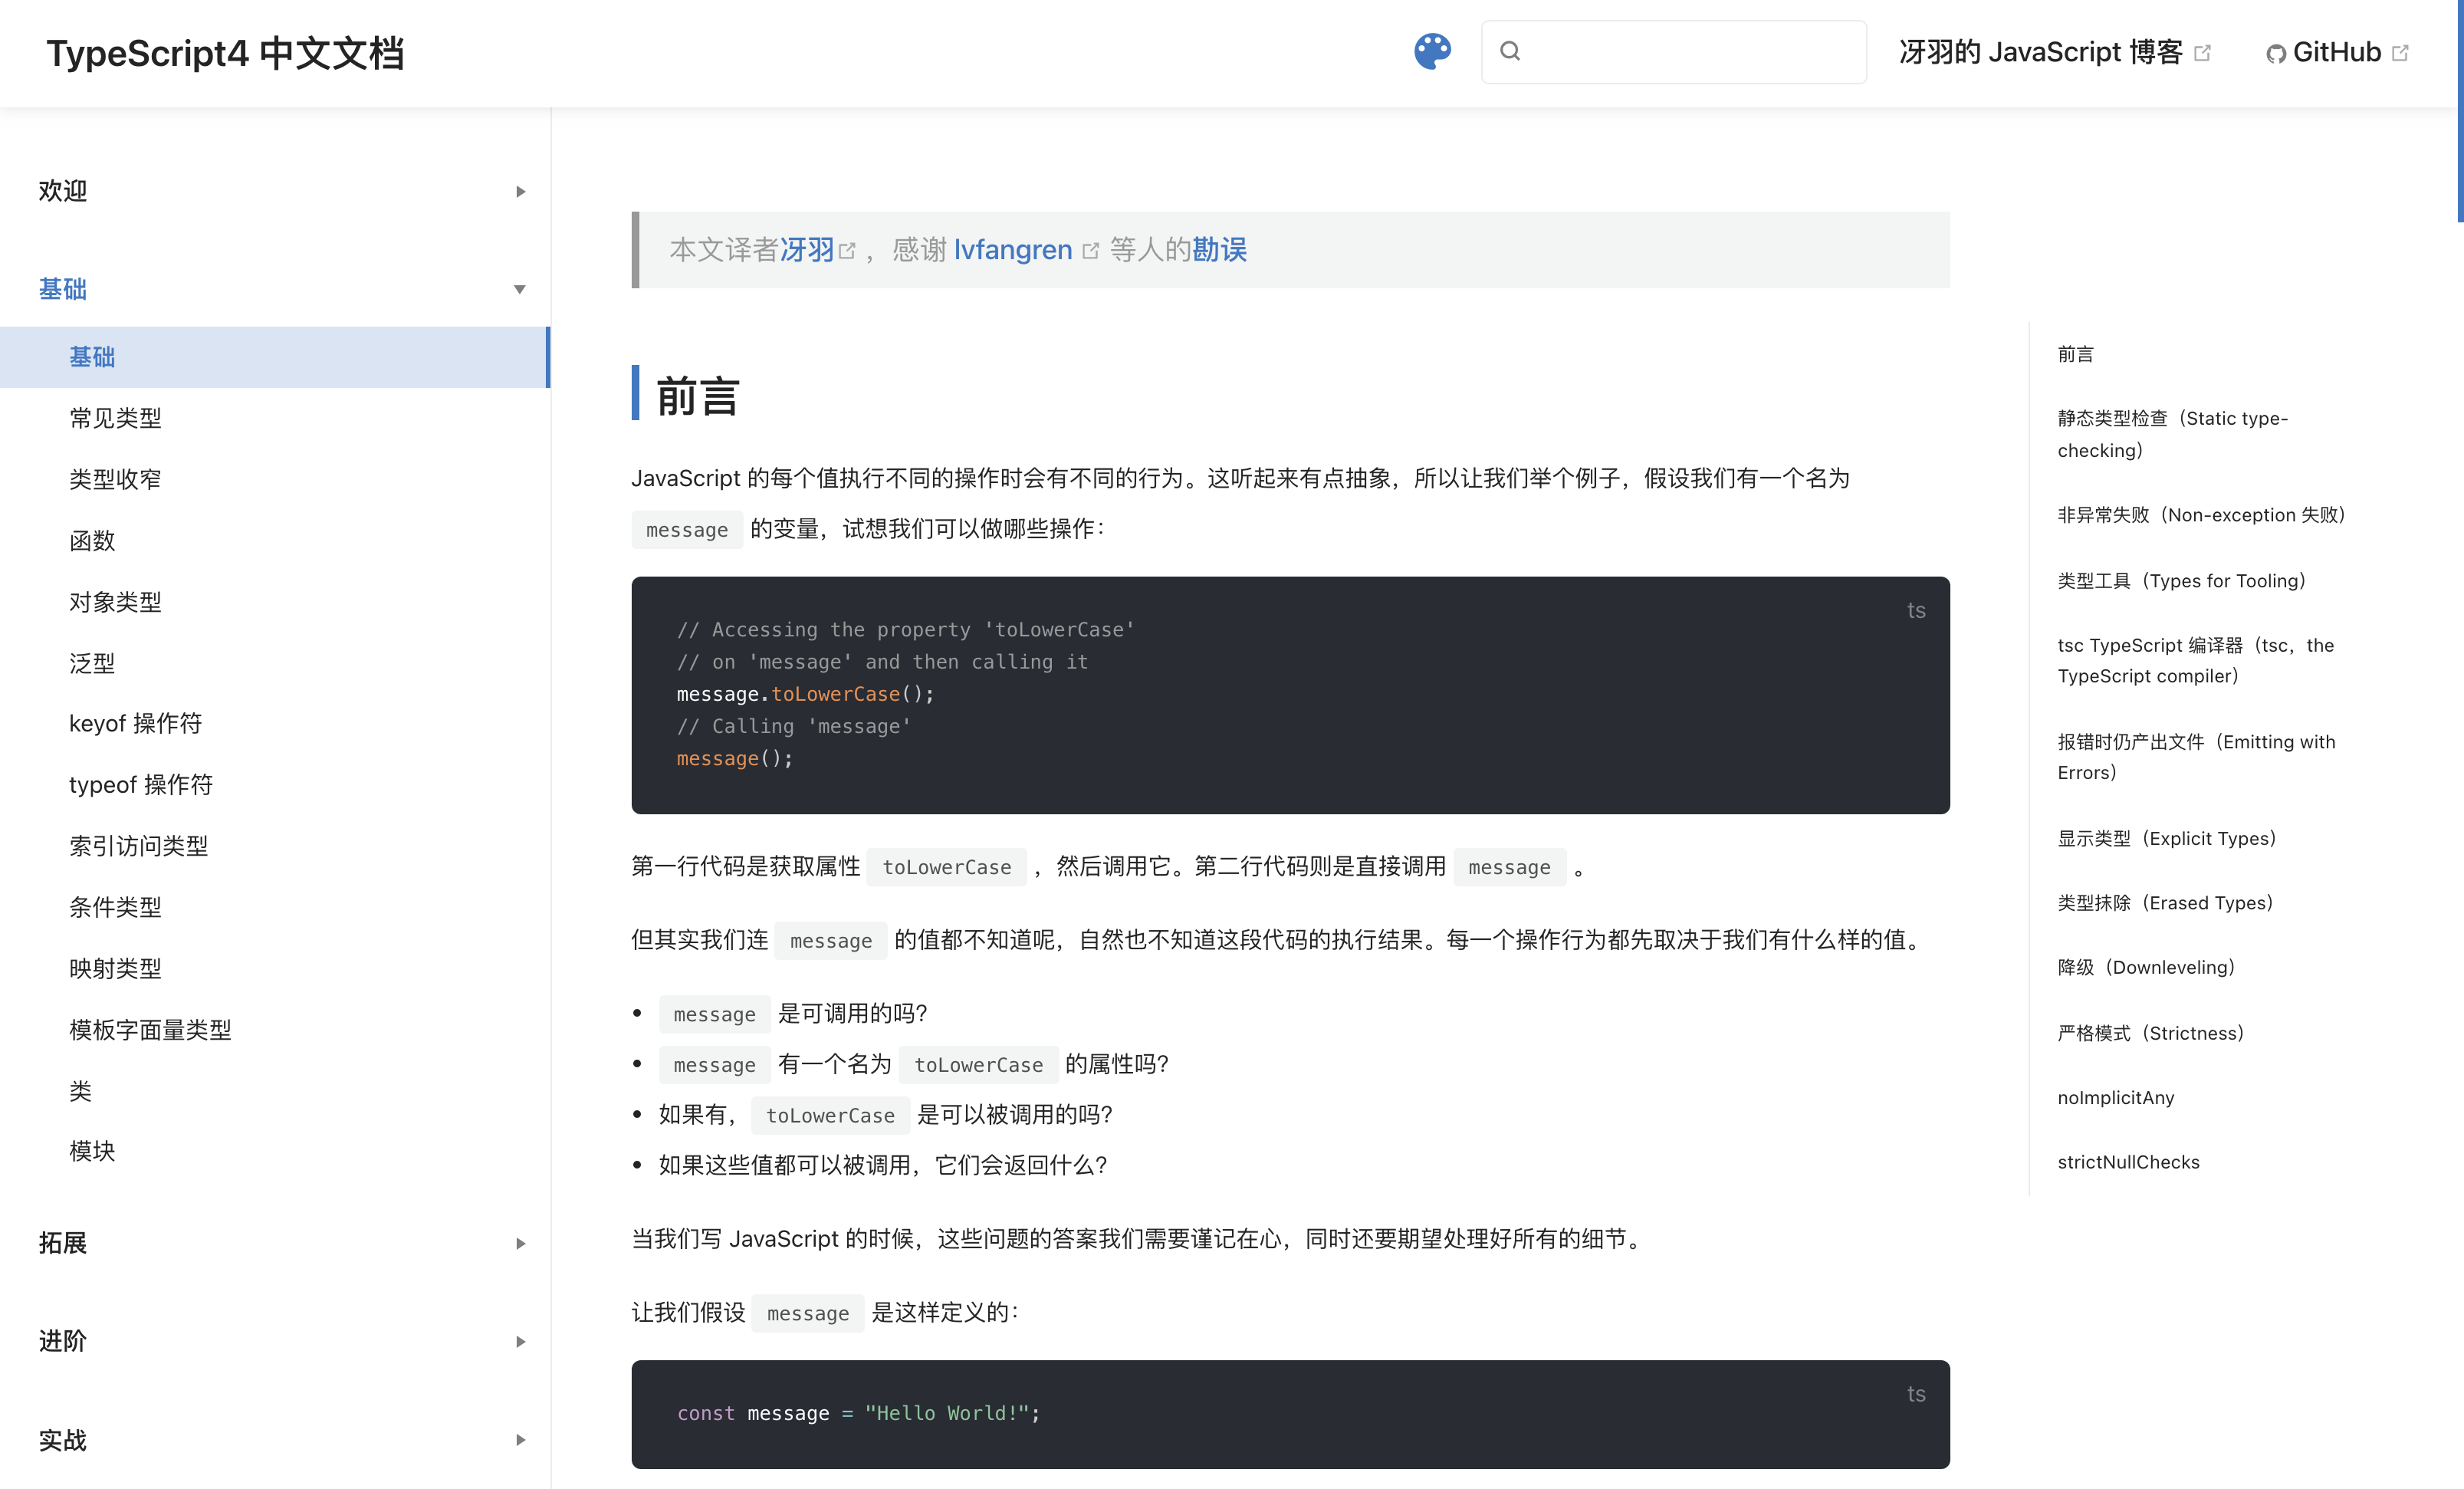 TypeScript4 中文文档
冴羽的 JavaScript 博客
GitHub
欢迎
基础
基础
常见类型
类型收窄
函数
对象类型
泛型
keyof 操作符
typeof 操作符
索引访问类型
条件类型
映射类型
模板字面量类型
类
模块
拓展
进阶
实战
本文译者冴羽，感谢 lvfangren 等人的勘误
前言
JavaScript 的每个值执行不同的操作时会有不同的行为。这听起来有点抽象，所以让我们举个例子，假设我们有一个名为
message 的变量，试想我们可以做哪些操作：
ts
// Accessing the property 'toLowerCase'
// on 'message' and then calling it
message.toLowerCase();
// Calling 'message'
message();
第一行代码是获取属性 toLowerCase ，然后调用它。第二行代码则是直接调用 message 。
但其实我们连 message 的值都不知道呢，自然也不知道这段代码的执行结果。每一个操作行为都先取决于我们有什么样的值。
• message 是可调用的吗？
• message 有一个名为 toLowerCase 的属性吗？
• 如果有， toLowerCase 是可以被调用的吗？
• 如果这些值都可以被调用，它们会返回什么？
当我们写 JavaScript 的时候，这些问题的答案我们需要谨记在心，同时还要期望处理好所有的细节。
让我们假设 message 是这样定义的：
ts
const message = "Hello World!";
前言
静态类型检查（Static type-
checking）
非异常失败（Non-exception 失败）
类型工具（Types for Tooling）
tsc TypeScript 编译器（tsc，the
TypeScript compiler）
报错时仍产出文件（Emitting with
Errors）
显示类型（Explicit Types）
类型抹除（Erased Types）
降级（Downleveling）
严格模式（Strictness）
noImplicitAny
strictNullChecks